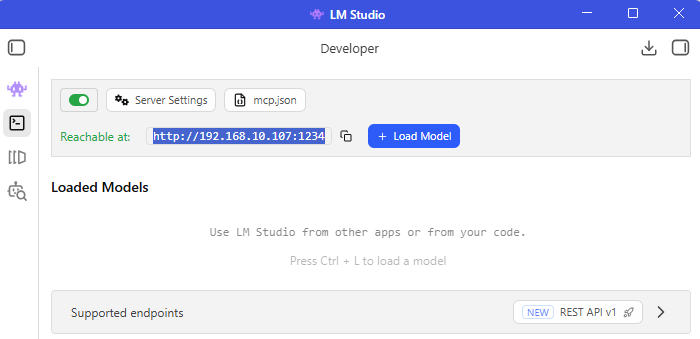 LM Studio
Developer
Server Settings mcp.json
Reachable at: http://192.168.10.107:1234 + Load Model
Loaded Models
Use LM Studio from other apps or from your code.
Press Ctrl + L to load a model
Supported endpoints NEW REST API v1